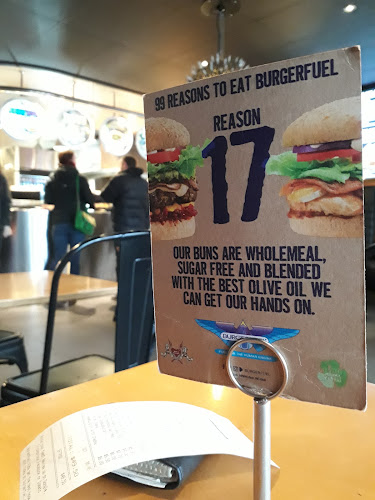 99 REASONS TO EAT BURGERFUEL
REASON
17
OUR BUNS ARE WHOLEMEAL,
SUGAR FREE AND BLENDED
WITH THE BEST OLIVE OIL WE
CAN GET OUR HANDS ON.